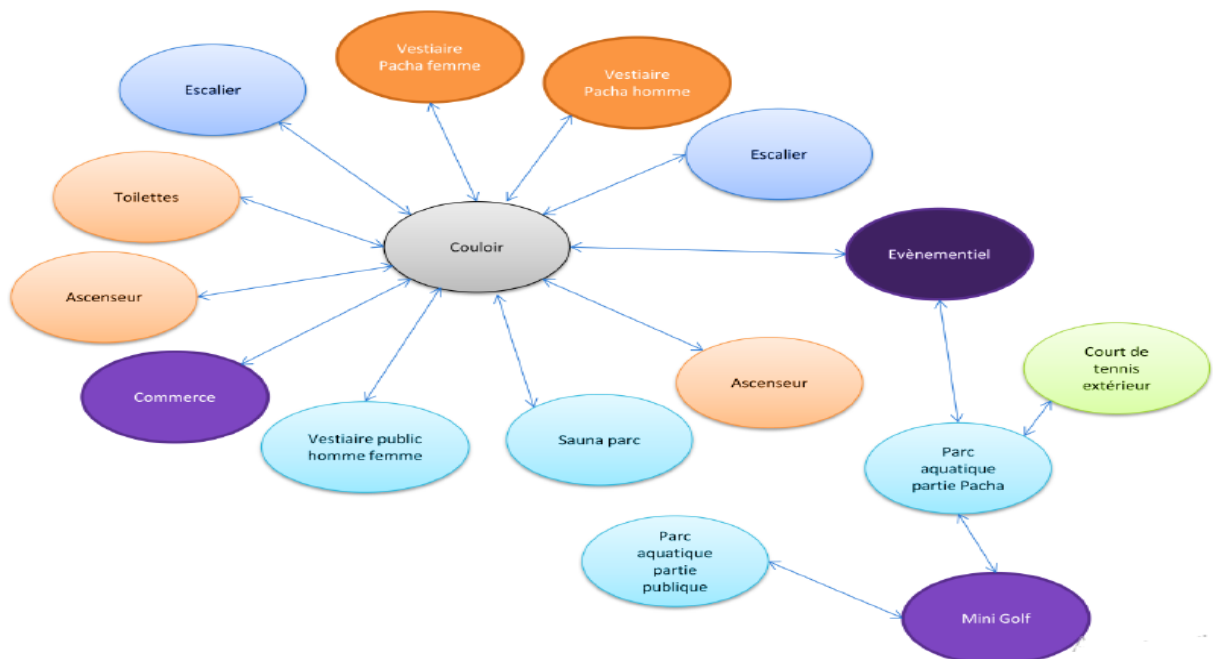 Vestiaire
Pacha femme
Vestiaire
Pacha homme
Escalier
Escalier
Toilettes
Couloir
Evènementiel
Ascenseur
Court de
tennis
extérieur
Ascenseur
Commerce
Vestiaire public
homme femme
Sauna parc
Parc
aquatique
partie Pacha
Parc
aquatique
partie
publique
Mini Golf